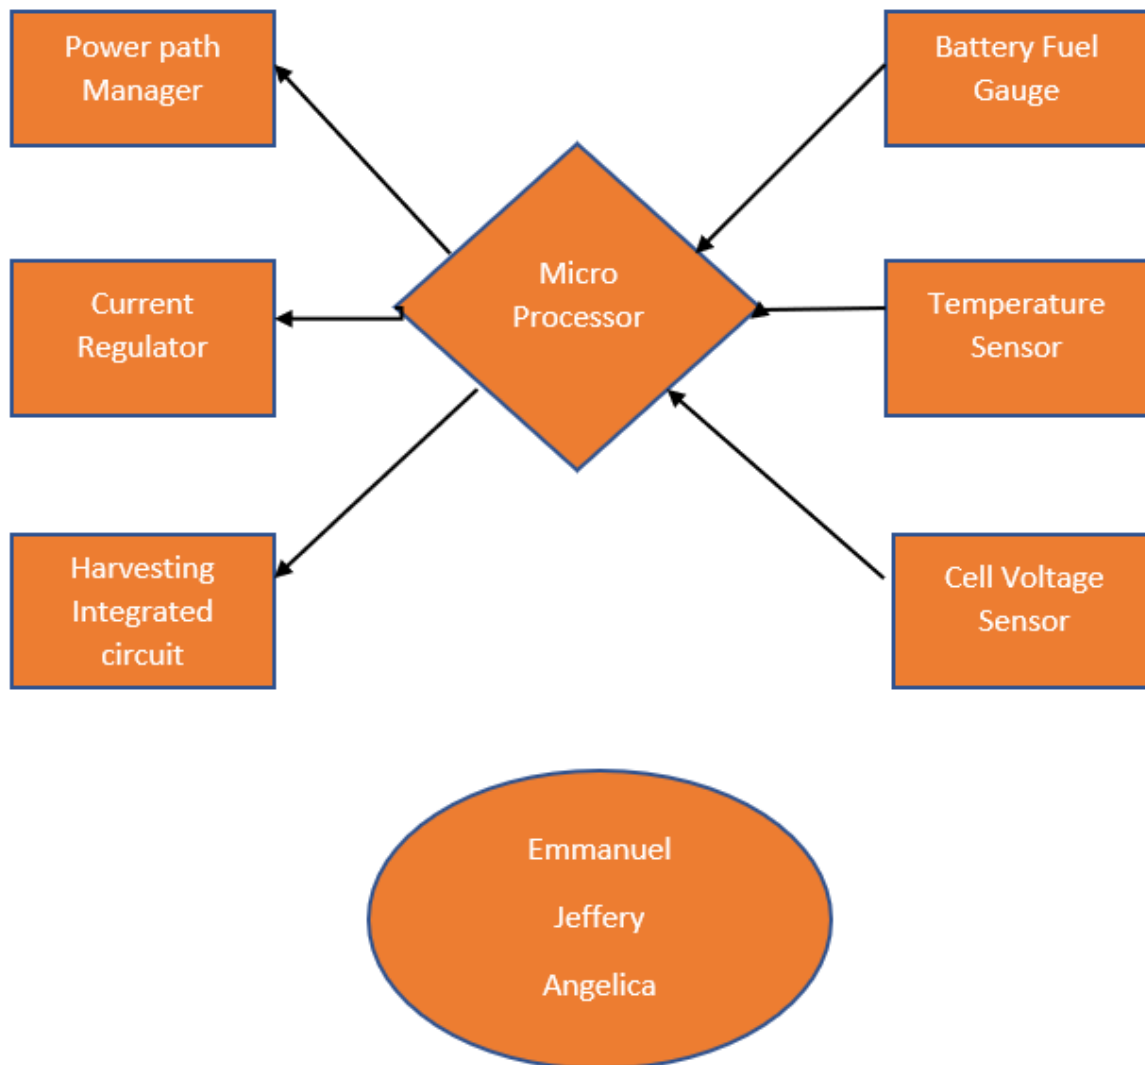 Power path
Manager
Battery Fuel
Gauge
Micro
Processor
Current
Regulator
Temperature
Sensor
Harvesting
Integrated
circuit
Cell Voltage
Sensor
Emmanuel
Jeffery
Angelica